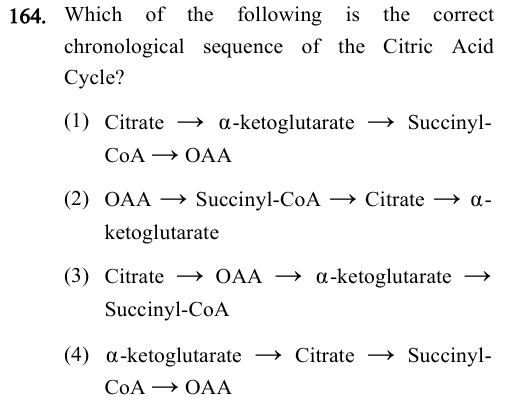 164. Which of the following is the correct
chronological sequence of the Citric Acid
Cycle?
(1) Citrate → α-ketoglutarate → Succinyl-
CoA → OAA
(2) OAA → Succinyl-CoA → Citrate → α-
ketoglutarate
(3) Citrate → OAA → α-ketoglutarate →
Succinyl-CoA
(4) α-ketoglutarate → Citrate → Succinyl-
CoA → OAA